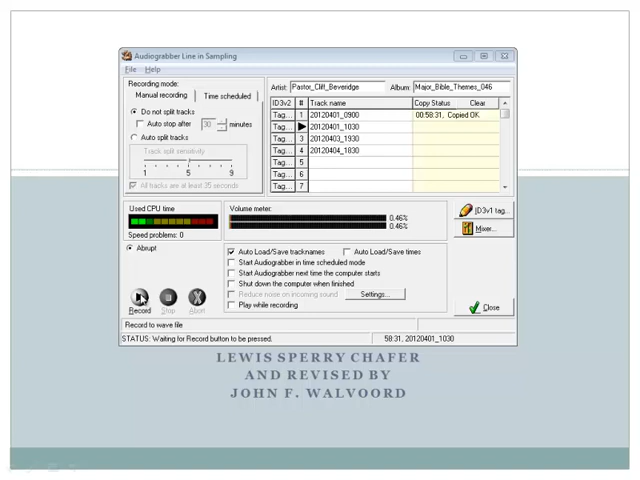 Audiograbber Line in Sampling
File Help
Recording mode:
Manual recording Time scheduled
Do not split tracks
Auto stop after 30 minutes
Auto split tracks
Track split sensitivity
1 5 9
All tracks are at least 35 seconds
Artist: Pastor_Cliff_Beveridge Album: Major_Bible_Themes_046
ID3v2 # Track name Copy Status Clear
Tag... 1 20120401_0900 00:58:31, Copied OK
Tag... 20120401_1030
Tag... 3 20120403_1930
Tag... 4 20120404_1830
Tag... 5
Tag... 6
Tag... 7
Used CPU time
Speed problems: 0
Volume meter:
0.46%
0.46%
ID3v1 tag...
Mixer...
Abrupt
Auto Load/Save tracknames Auto Load/Save times
Start Audiograbber in time scheduled mode
Start Audiograbber next time the computer starts
Shut down the computer when finished
Reduce noise on incoming sound Settings...
Play while recording
Record Stop Abort
Close
Record to wave file
STATUS: Waiting for Record button to be pressed. 58:31, 20120401_1030
LEWIS SPERRY CHAFER
AND REVISED BY
JOHN F. WALVOORD